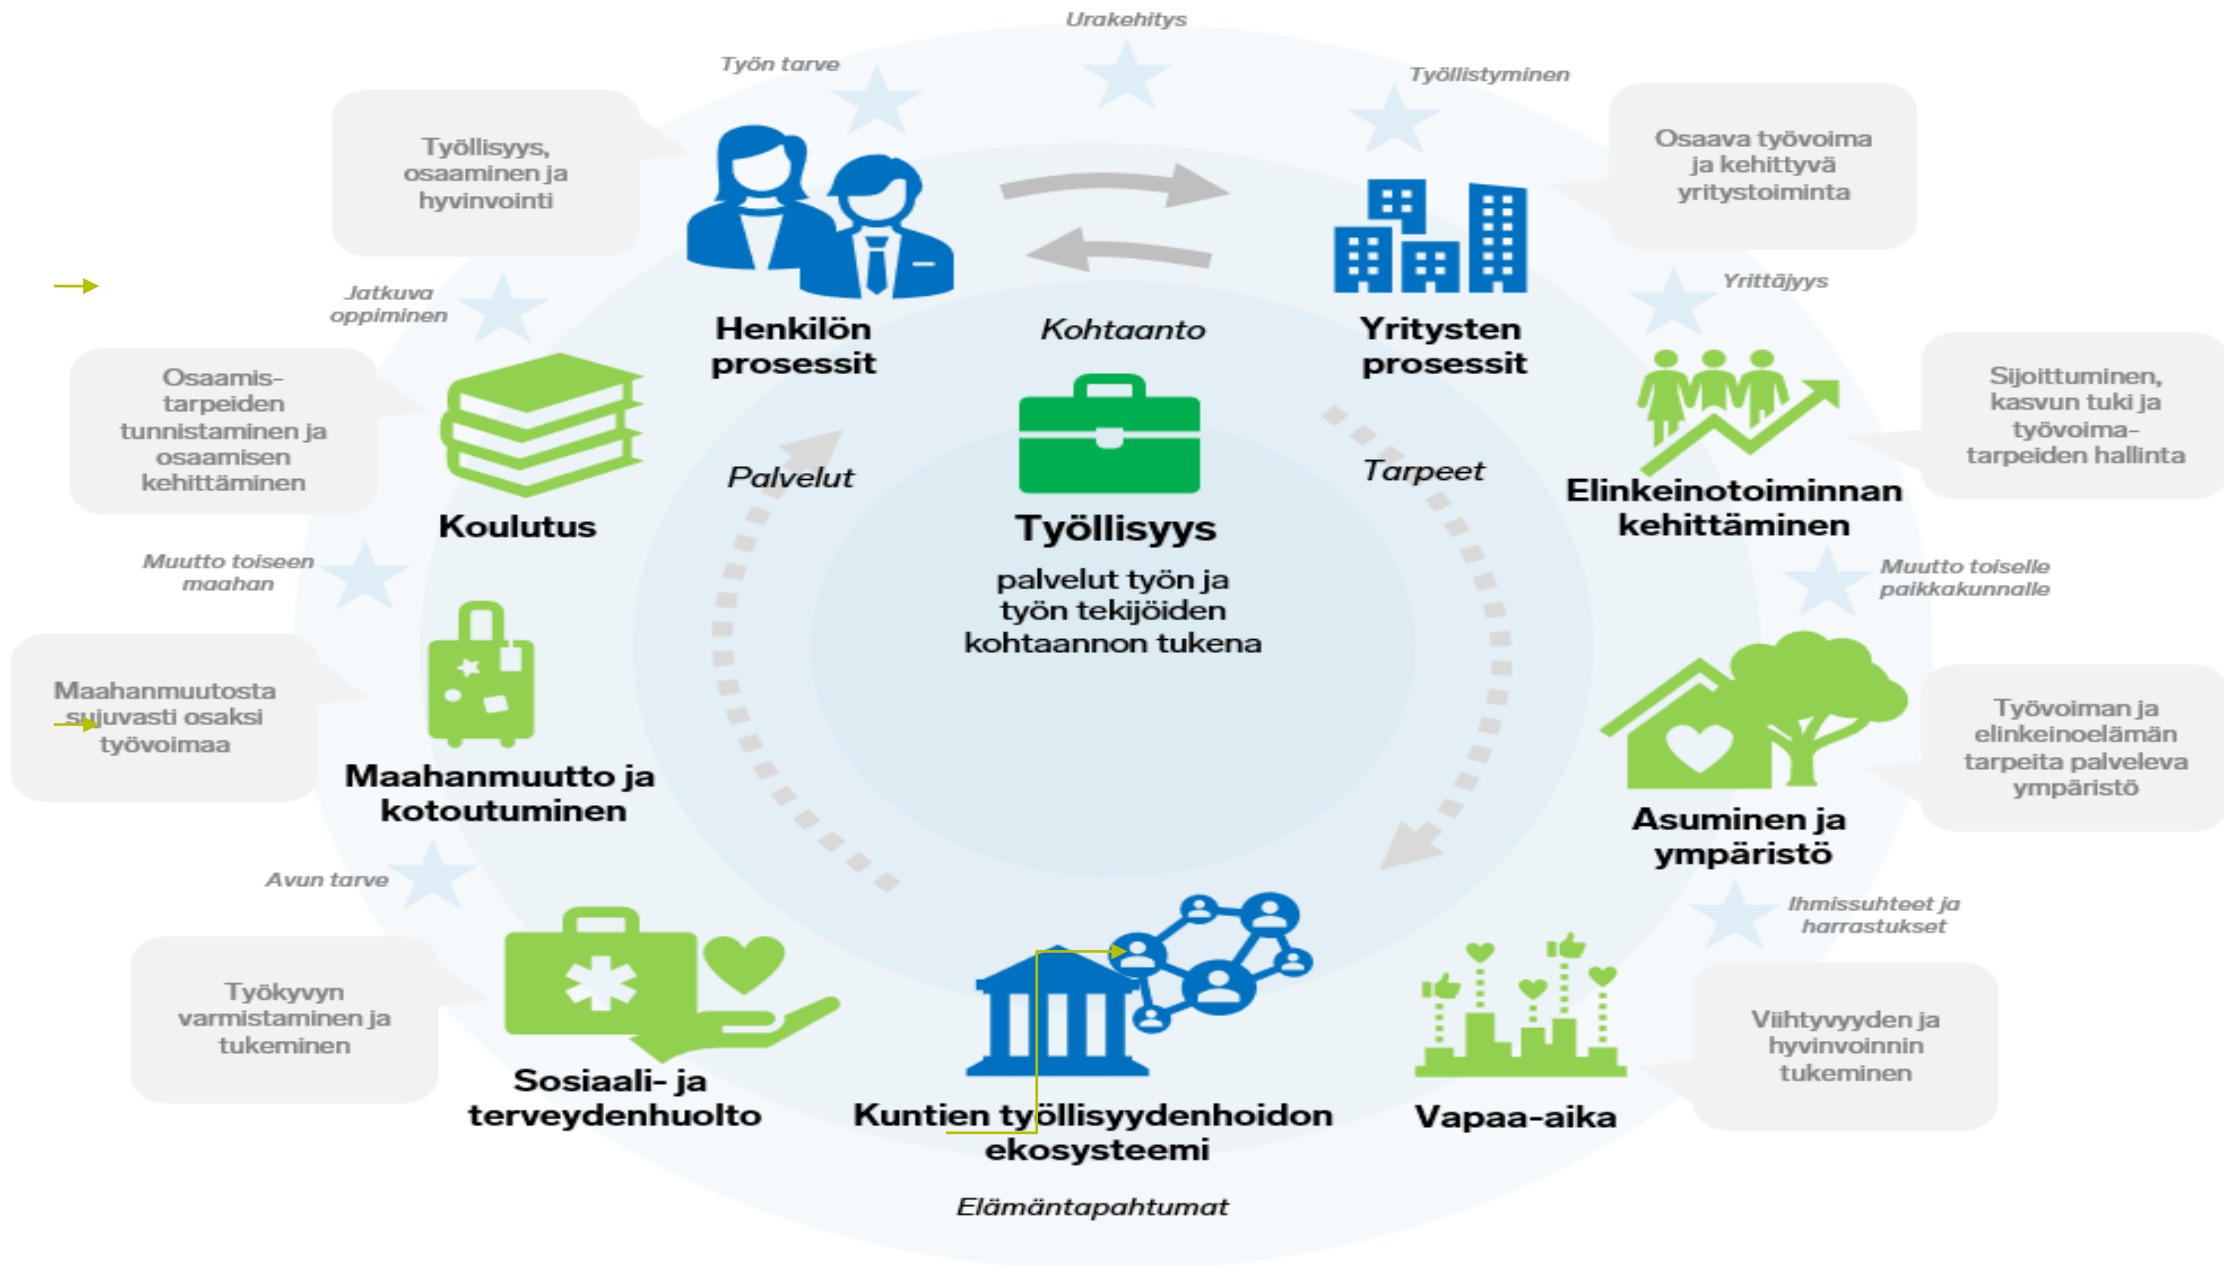 Urakehitys
Työn tarve
Työllistyminen
Työllisyys,
osaaminen ja
hyvinvointi
Osaava työvoima
ja kehittyvä
yritystoiminta
Jatkuva
oppiminen
Yrittäjyys
Henkilön
prosessit
Kohtaanto
Yritysten
prosessit
Osaamis-
tarpeiden
tunnistaminen ja
osaamisen
kehittäminen
Sijoittuminen,
kasvun tuki ja
työvoima-
tarpeiden hallinta
Palvelut
Tarpeet
Koulutus
Työllisyys
palvelut työn ja
työn tekijöiden
kohtaannon tukena
Elinkeinotoiminnan
kehittäminen
Muutto toiseen
maahan
Muutto toiselle
paikkakunnalle
Maahanmuutosta
sujuvasti osaksi
työvoimaa
Työvoiman ja
elinkeinoelämän
tarpeita palveleva
ympäristö
Maahanmuutto ja
kotoutuminen
Asuminen ja
ympäristö
Avun tarve
Ihmissuhteet ja
harrastukset
Työkyvyn
varmistaminen ja
tukeminen
Viihtyvyyden ja
hyvinvoinnin
tukeminen
Sosiaali- ja
terveydenhuolto
Kuntien työllisyydenhoidon
ekosysteemi
Vapaa-aika
Elämäntapahtumat